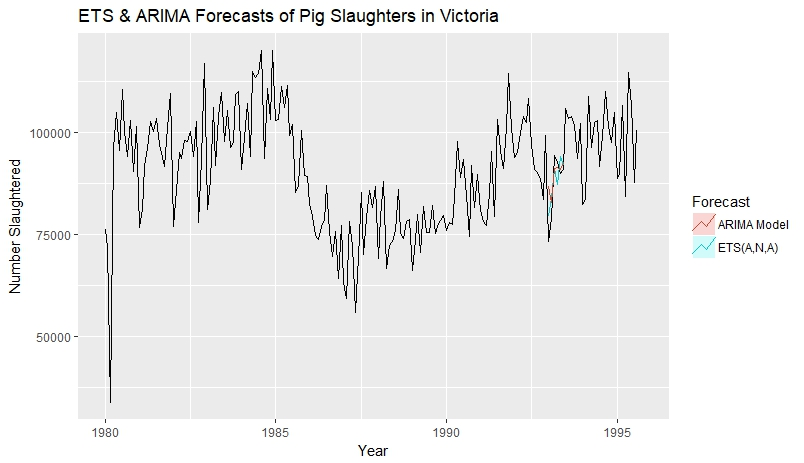 ETS & ARIMA Forecasts of Pig Slaughters in Victoria
100000
75000
50000
Number Slaughtered
1980
1985
1990
1995
Year
Forecast
ARIMA Model
ETS(A,N,A)